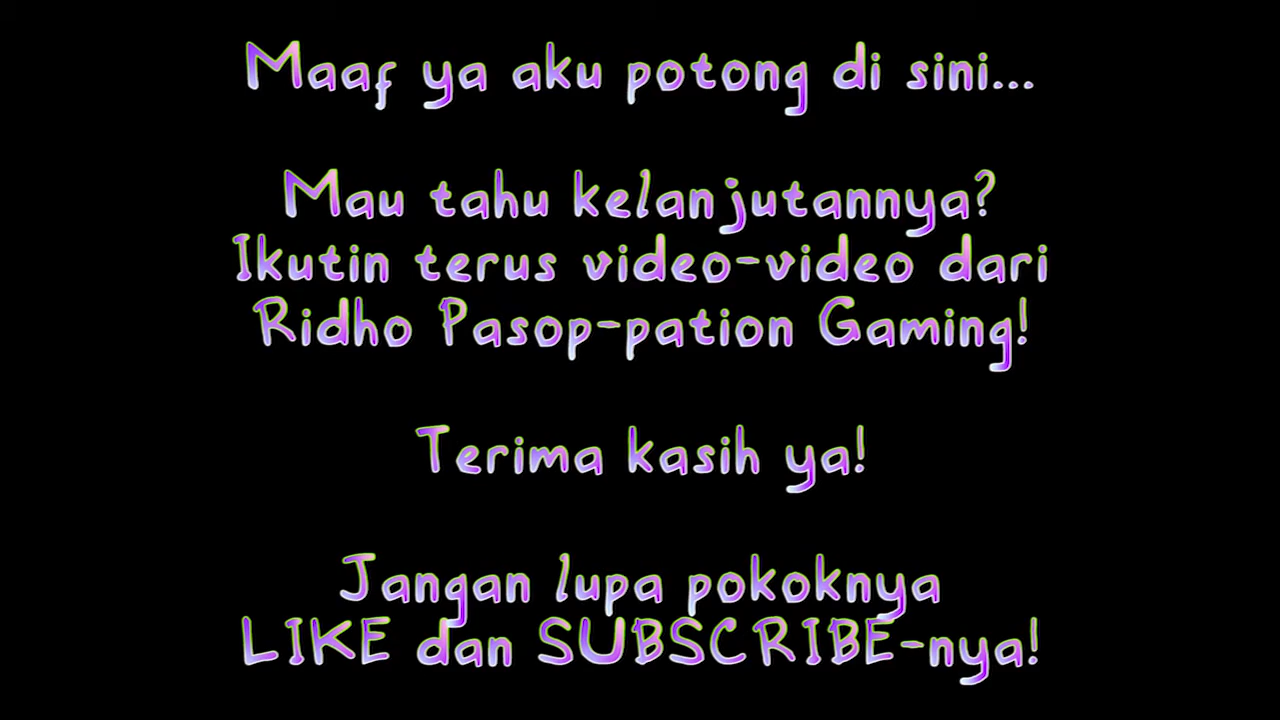 Maaf ya aku potong di sini...
Mau tahu kelanjutannya?
Ikutin terus video-video dari
Ridho Pasop-pation Gaming!
Terima kasih ya!
Jangan lupa pokoknya
LIKE dan SUBSCRIBE-nya!